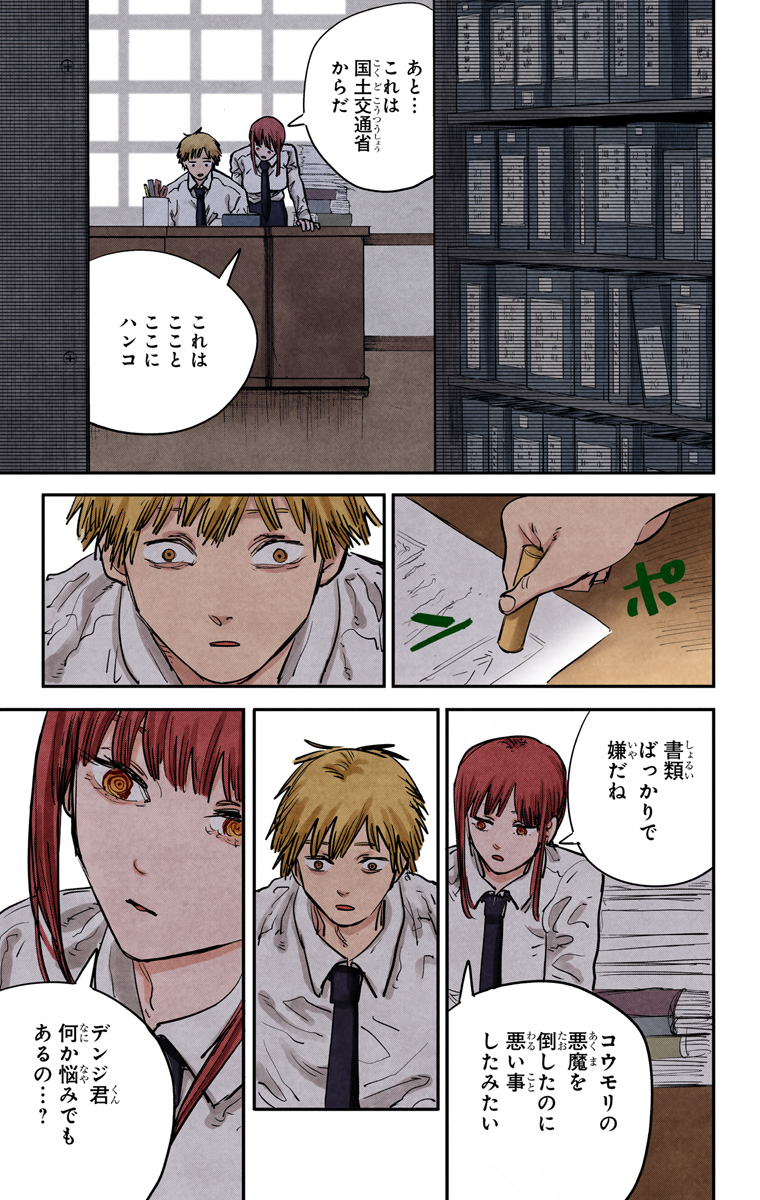 あと…
これは
国土交通省
からだ
これは
ここと
ここに
ハンコ
ポ
ン
書類
ばっかりで
嫌だね
コウモリの
悪魔を
倒したのに
悪い事
したみたい
デンジ君
何か悩みでも
あるの…?